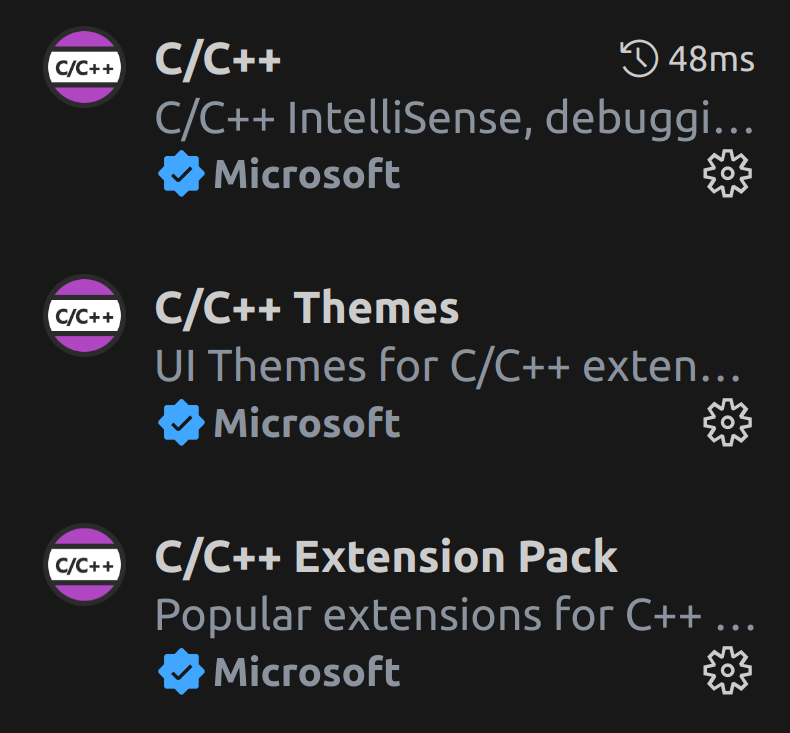 C/C++
C/C++ 48ms
C/C++ IntelliSense, debuggi...
Microsoft
C/C++
C/C++ Themes
UI Themes for C/C++ exten...
Microsoft
C/C++
C/C++ Extension Pack
Popular extensions for C++ ...
Microsoft